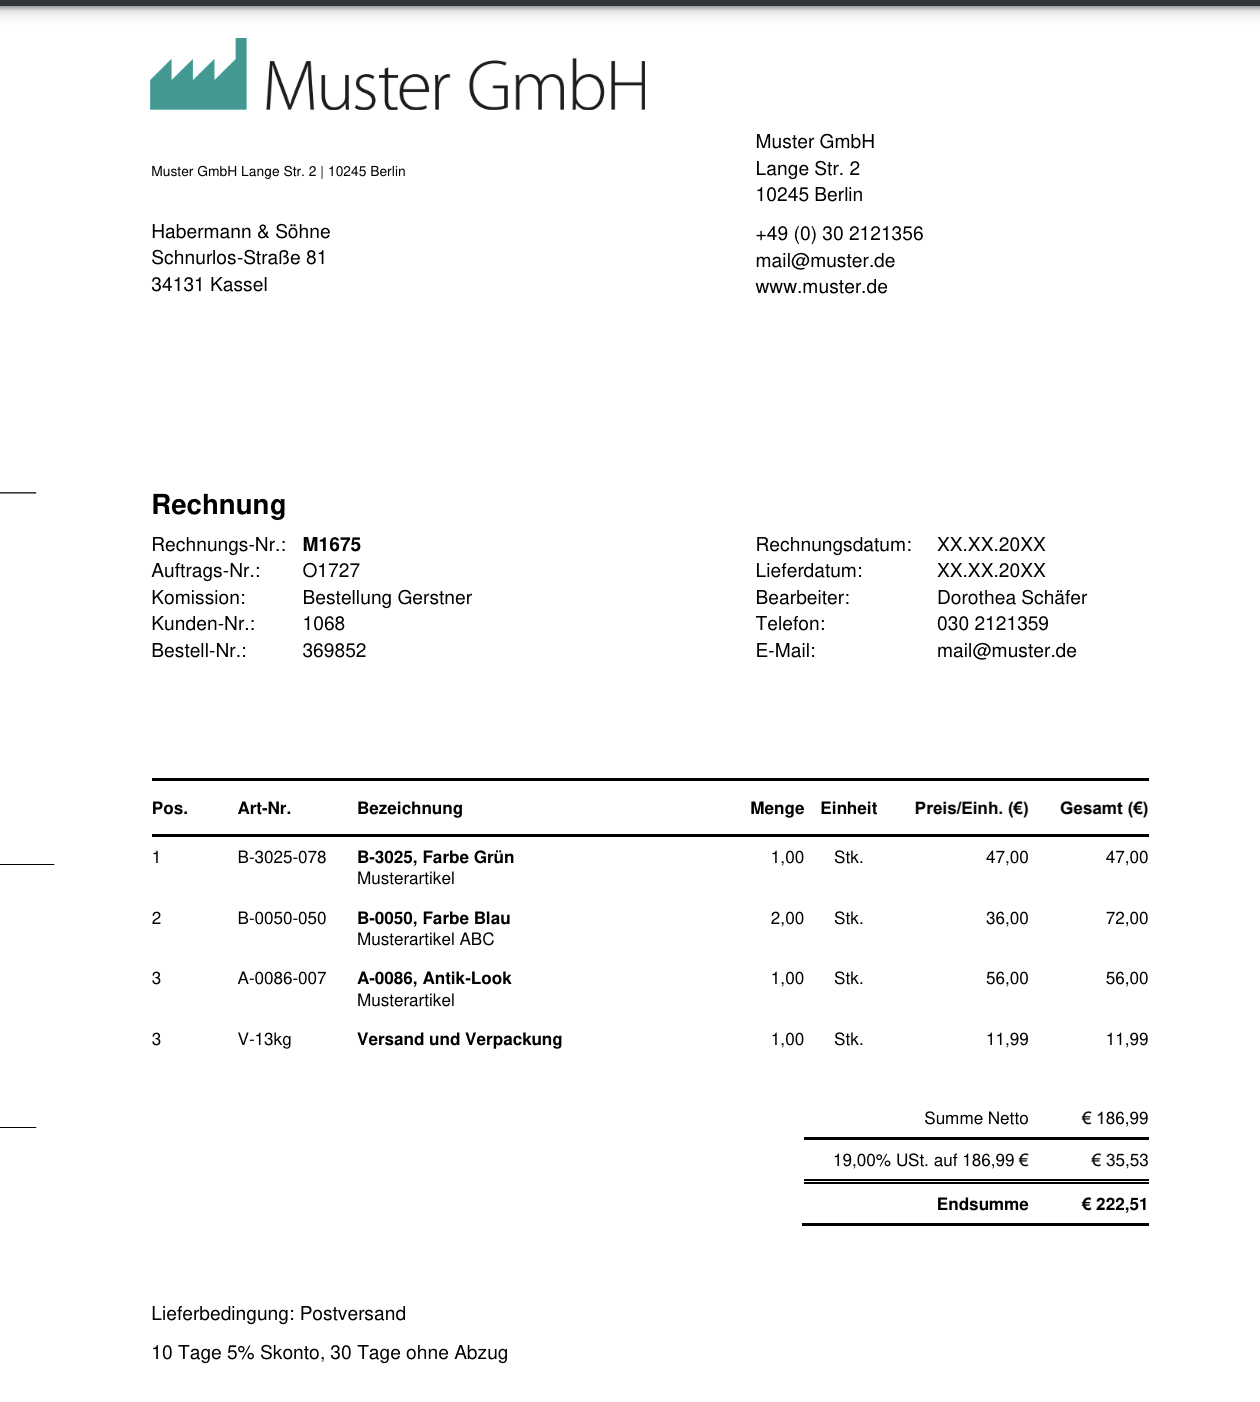 Muster GmbH
Muster GmbH Lange Str. 2 | 10245 Berlin
Muster GmbH
Lange Str. 2
10245 Berlin
+49 (0) 30 2121356
mail@muster.de
www.muster.de
Habermann & Söhne
Schnurlos-Straße 81
34131 Kassel
Rechnung
Rechnungs-Nr.: M1675
Auftrags-Nr.: O1727
Komission: Bestellung Gerstner
Kunden-Nr.: 1068
Bestell-Nr.: 369852
Rechnungsdatum: XX.XX.20XX
Lieferdatum: XX.XX.20XX
Bearbeiter: Dorothea Schäfer
Telefon: 030 2121359
E-Mail: mail@muster.de
Pos. Art-Nr. Bezeichnung Menge Einheit Preis/Einh. (€) Gesamt (€)
1 B-3025-078 B-3025, Farbe Grün 1,00 Stk. 47,00 47,00
Musterartikel
2 B-0050-050 B-0050, Farbe Blau 2,00 Stk. 36,00 72,00
Musterartikel ABC
3 A-0086-007 A-0086, Antik-Look 1,00 Stk. 56,00 56,00
Musterartikel
3 V-13kg Versand und Verpackung 1,00 Stk. 11,99 11,99
Summe Netto € 186,99
19,00% USt. auf 186,99 € € 35,53
Endsumme € 222,51
Lieferbedingung: Postversand
10 Tage 5% Skonto, 30 Tage ohne Abzug